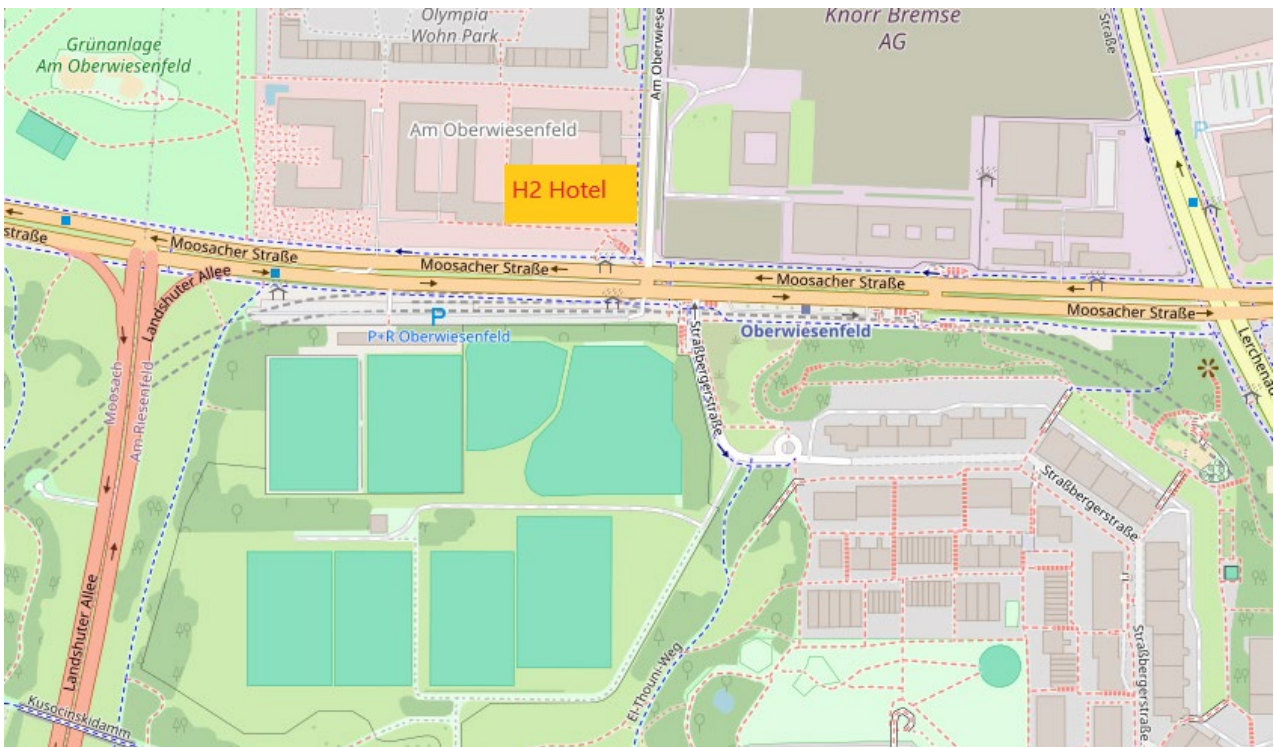 Olympia
Wohn Park
Knorr Bremse
AG
Straße
Grünanlage
Am Oberwiesenfeld
Am Oberwiese
Am Oberwiesenfeld
P
H2 Hotel
straße
Moosacher Straße
Moosacher Straße
Moosacher Straße
Moosacher Straße
Landshuter Allee
P
P+R Oberwiesenfeld
Oberwiesenfeld
Lerchenau
Moosach
Am Riesenfeld
Straßbergerstraße
Straßbergerstraße
Landshuter Allee
El-Thouni-Weg
Straßbergerstraße
Kusocinskidamm